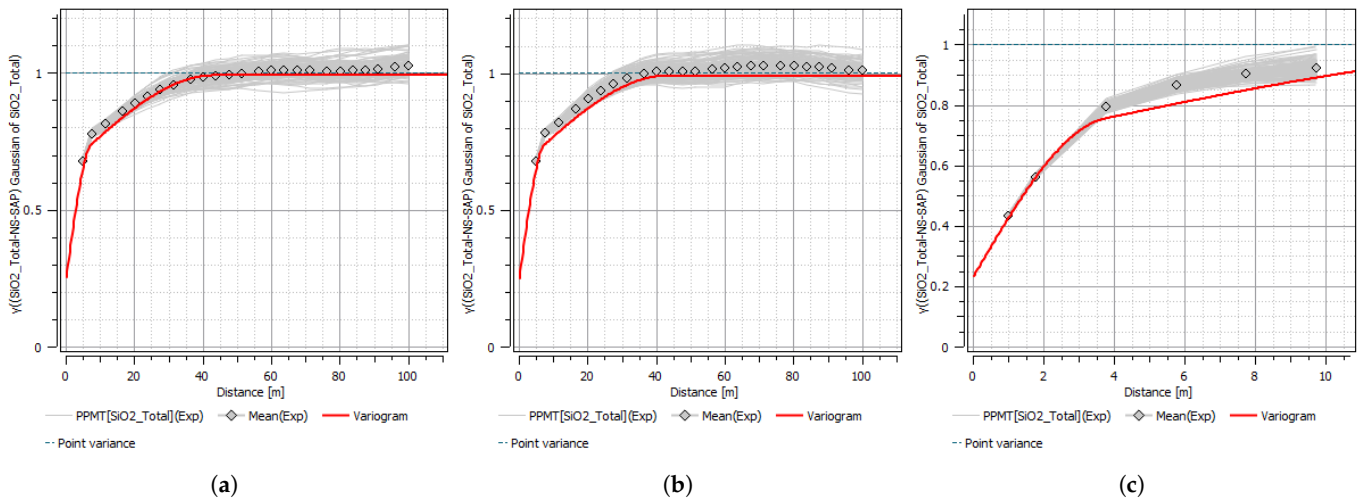 γ((SiO2_Total-NS-SAP) Gaussian of SiO2_Total)
1
0.5
0
0 20 40 60 80 100
Distance [m]
PPMT[SiO2_Total](Exp) Mean(Exp) Variogram
Point variance
(a)
γ((SiO2_Total-NS-SAP) Gaussian of SiO2_Total)
1
0.5
0
0 20 40 60 80 100
Distance [m]
PPMT[SiO2_Total](Exp) Mean(Exp) Variogram
Point variance
(b)
γ((SiO2_Total-NS-SAP) Gaussian of SiO2_Total)
1
0.8
0.6
0.4
0.2
0
0 2 4 6 8 10
Distance [m]
PPMT[SiO2_Total](Exp) Mean(Exp) Variogram
Point variance
(c)